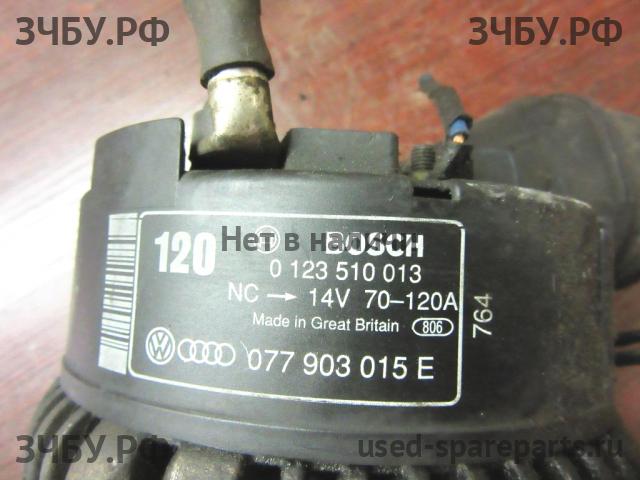 ЗЧБУ.РФ ЗЧБУ.РФ
Нет в наличии
120 BOSCH
0 123 510 013
NC → 14V 70–120A
Made in Great Britain 806
764
077 903 015 E
ЗЧБУ.РФ used-spareparts.ru